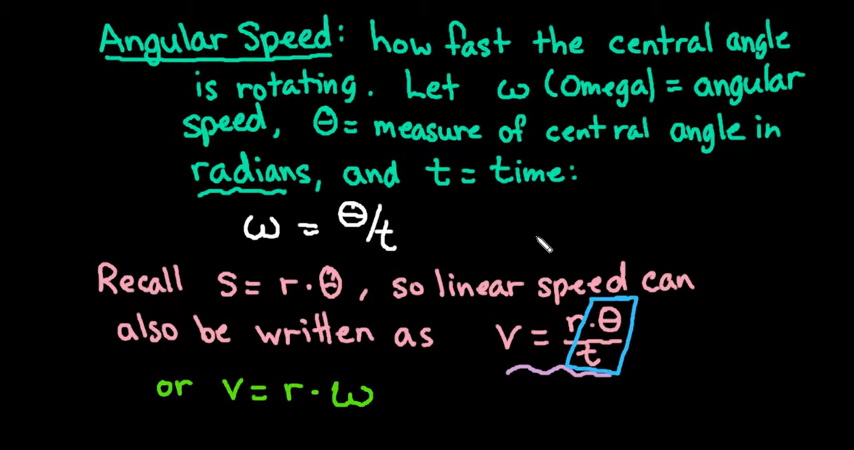 Angular Speed: how fast the central angle
is rotating. Let ω (Omega) = angular
speed, θ = measure of central angle in
radians, and t = time:
ω = θ/t
Recall s = r · θ, so linear speed can
also be written as v = r · θ / t
or v = r · ω